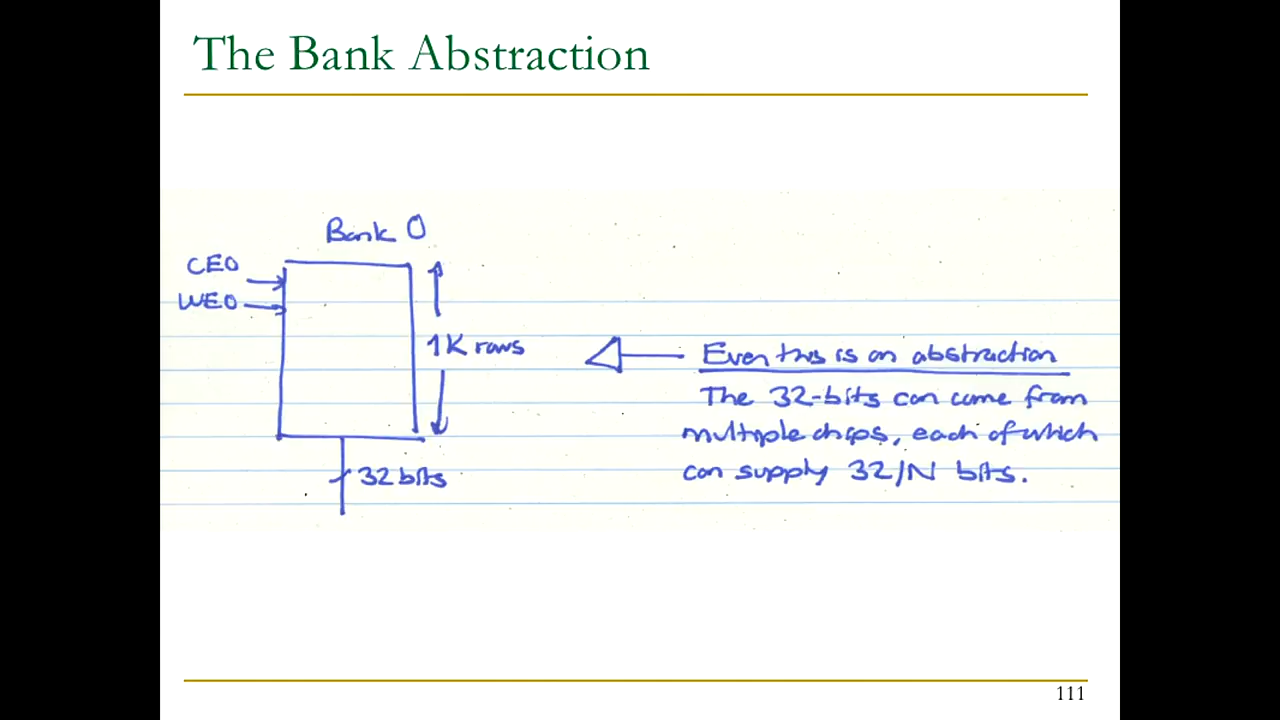 The Bank Abstraction
Bank 0
CE0
WE0
1K rows
32 bits
Even this is an abstraction
The 32-bits can come from
multiple chips, each of which
can supply 32/N bits.
111